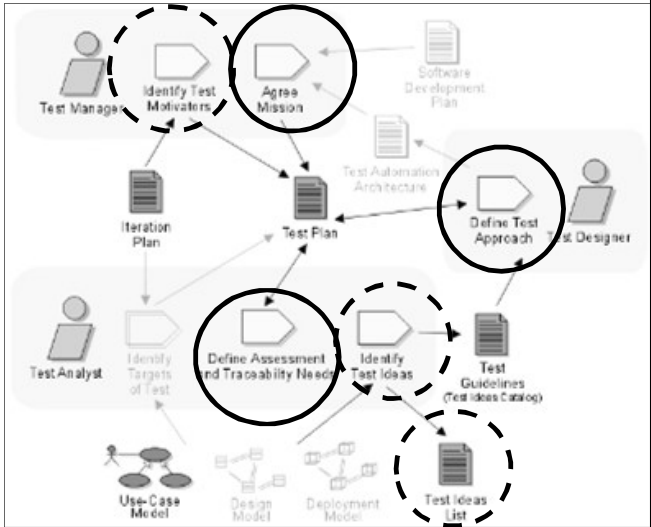 Test Manager
Identify Test
Motivators
Agree
Mission
Software
Development
Plan
Test Automation
Architecture
Iteration
Plan
Test Plan
Define Test
Approach
Test Designer
Test Analyst
Identify
Targets
of Test
Define Assessment
and Traceability Needs
Identify
Test Ideas
Test
Guidelines
(Test Ideas Catalog)
Use-Case
Model
Design
Model
Deployment
Model
Test Ideas
List